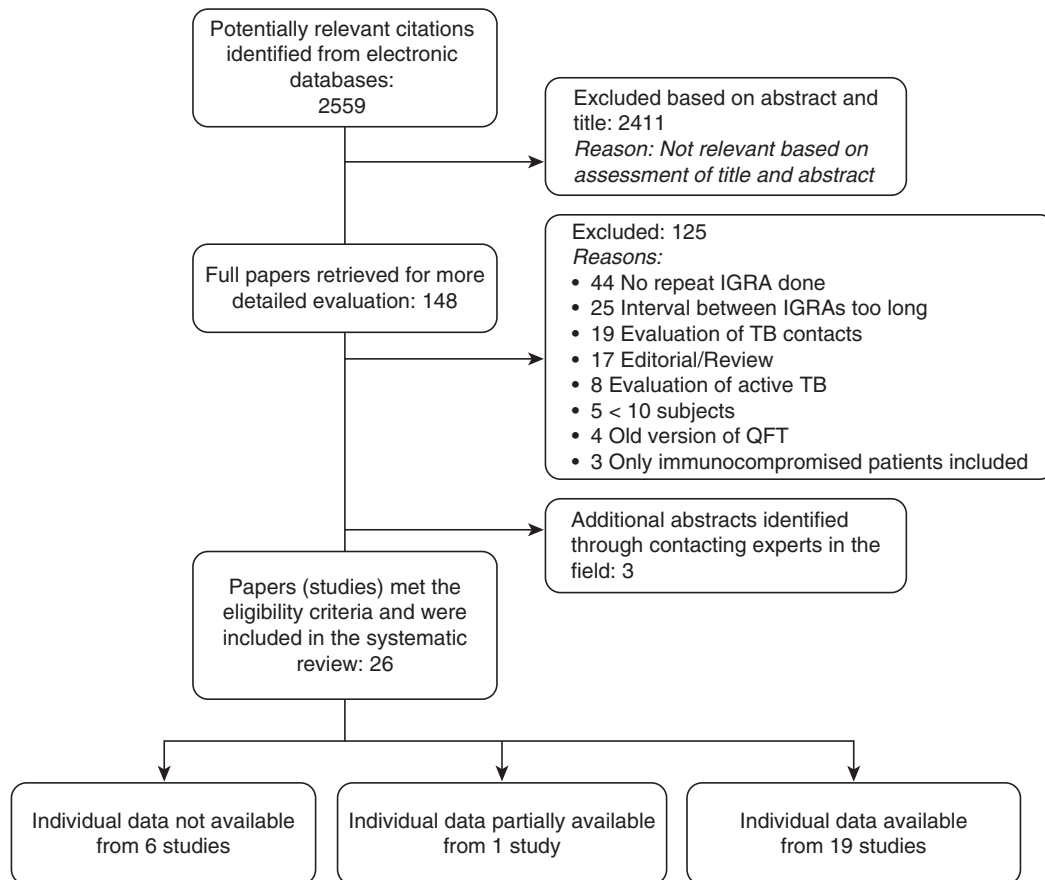 Potentially relevant citations
identified from electronic
databases:
2559
Excluded based on abstract and
title: 2411
Reason: Not relevant based on
assessment of title and abstract
Full papers retrieved for more
detailed evaluation: 148
Excluded: 125
Reasons:
• 44 No repeat IGRA done
• 25 Interval between IGRAs too long
• 19 Evaluation of TB contacts
• 17 Editorial/Review
• 8 Evaluation of active TB
• 5 < 10 subjects
• 4 Old version of QFT
• 3 Only immunocompromised patients included
Additional abstracts identified
through contacting experts in the
field: 3
Papers (studies) met the
eligibility criteria and were
included in the systematic
review: 26
Individual data not available
from 6 studies
Individual data partially available
from 1 study
Individual data available
from 19 studies